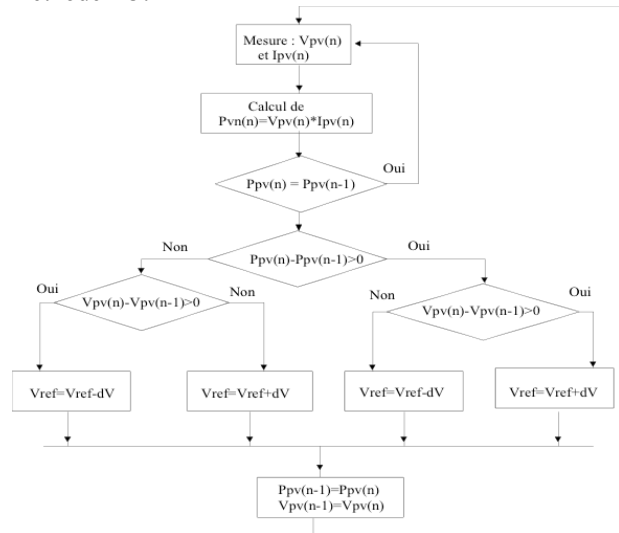 Mesure : Vpv(n)
et Ipv(n)
Calcul de
Pvn(n)=Vpv(n)*Ipv(n)
Oui
Ppv(n) = Ppv(n-1)
Non
Ppv(n)-Ppv(n-1)>0
Oui
Oui
Vpv(n)-Vpv(n-1)>0
Non
Non
Vpv(n)-Vpv(n-1)>0
Oui
Vref=Vref-dV
Vref=Vref+dV
Vref=Vref-dV
Vref=Vref+dV
Ppv(n-1)=Ppv(n)
Vpv(n-1)=Vpv(n)